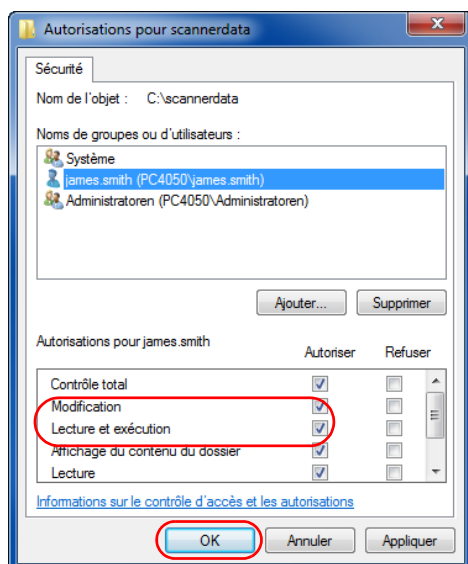 Autorisations pour scannerdata
Sécurité
Nom de l'objet : C:\scannerdata
Noms de groupes ou d'utilisateurs :
Système
james.smith (PC4050\james.smith)
Administratoren (PC4050\Administratoren)
Ajouter... Supprimer
Autorisations pour james.smith Autoriser Refuser
Contrôle total
Modification
Lecture et exécution
Affichage du contenu du dossier
Lecture
Informations sur le contrôle d'accès et les autorisations
OK Annuler Appliquer